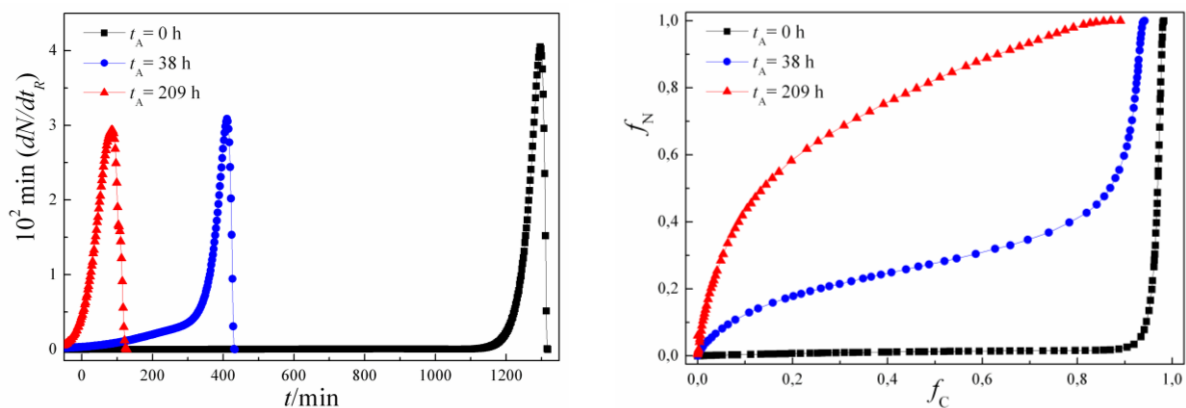 10² min (dN/dt_R)
4
3
2
1
0
t_A = 0 h
t_A = 38 h
t_A = 209 h
0 200 400 600 800 1000 1200
t/min
f_N
1,0
0,8
0,6
0,4
0,2
0,0
t_A = 0 h
t_A = 38 h
t_A = 209 h
0,0 0,2 0,4 0,6 0,8 1,0
f_C